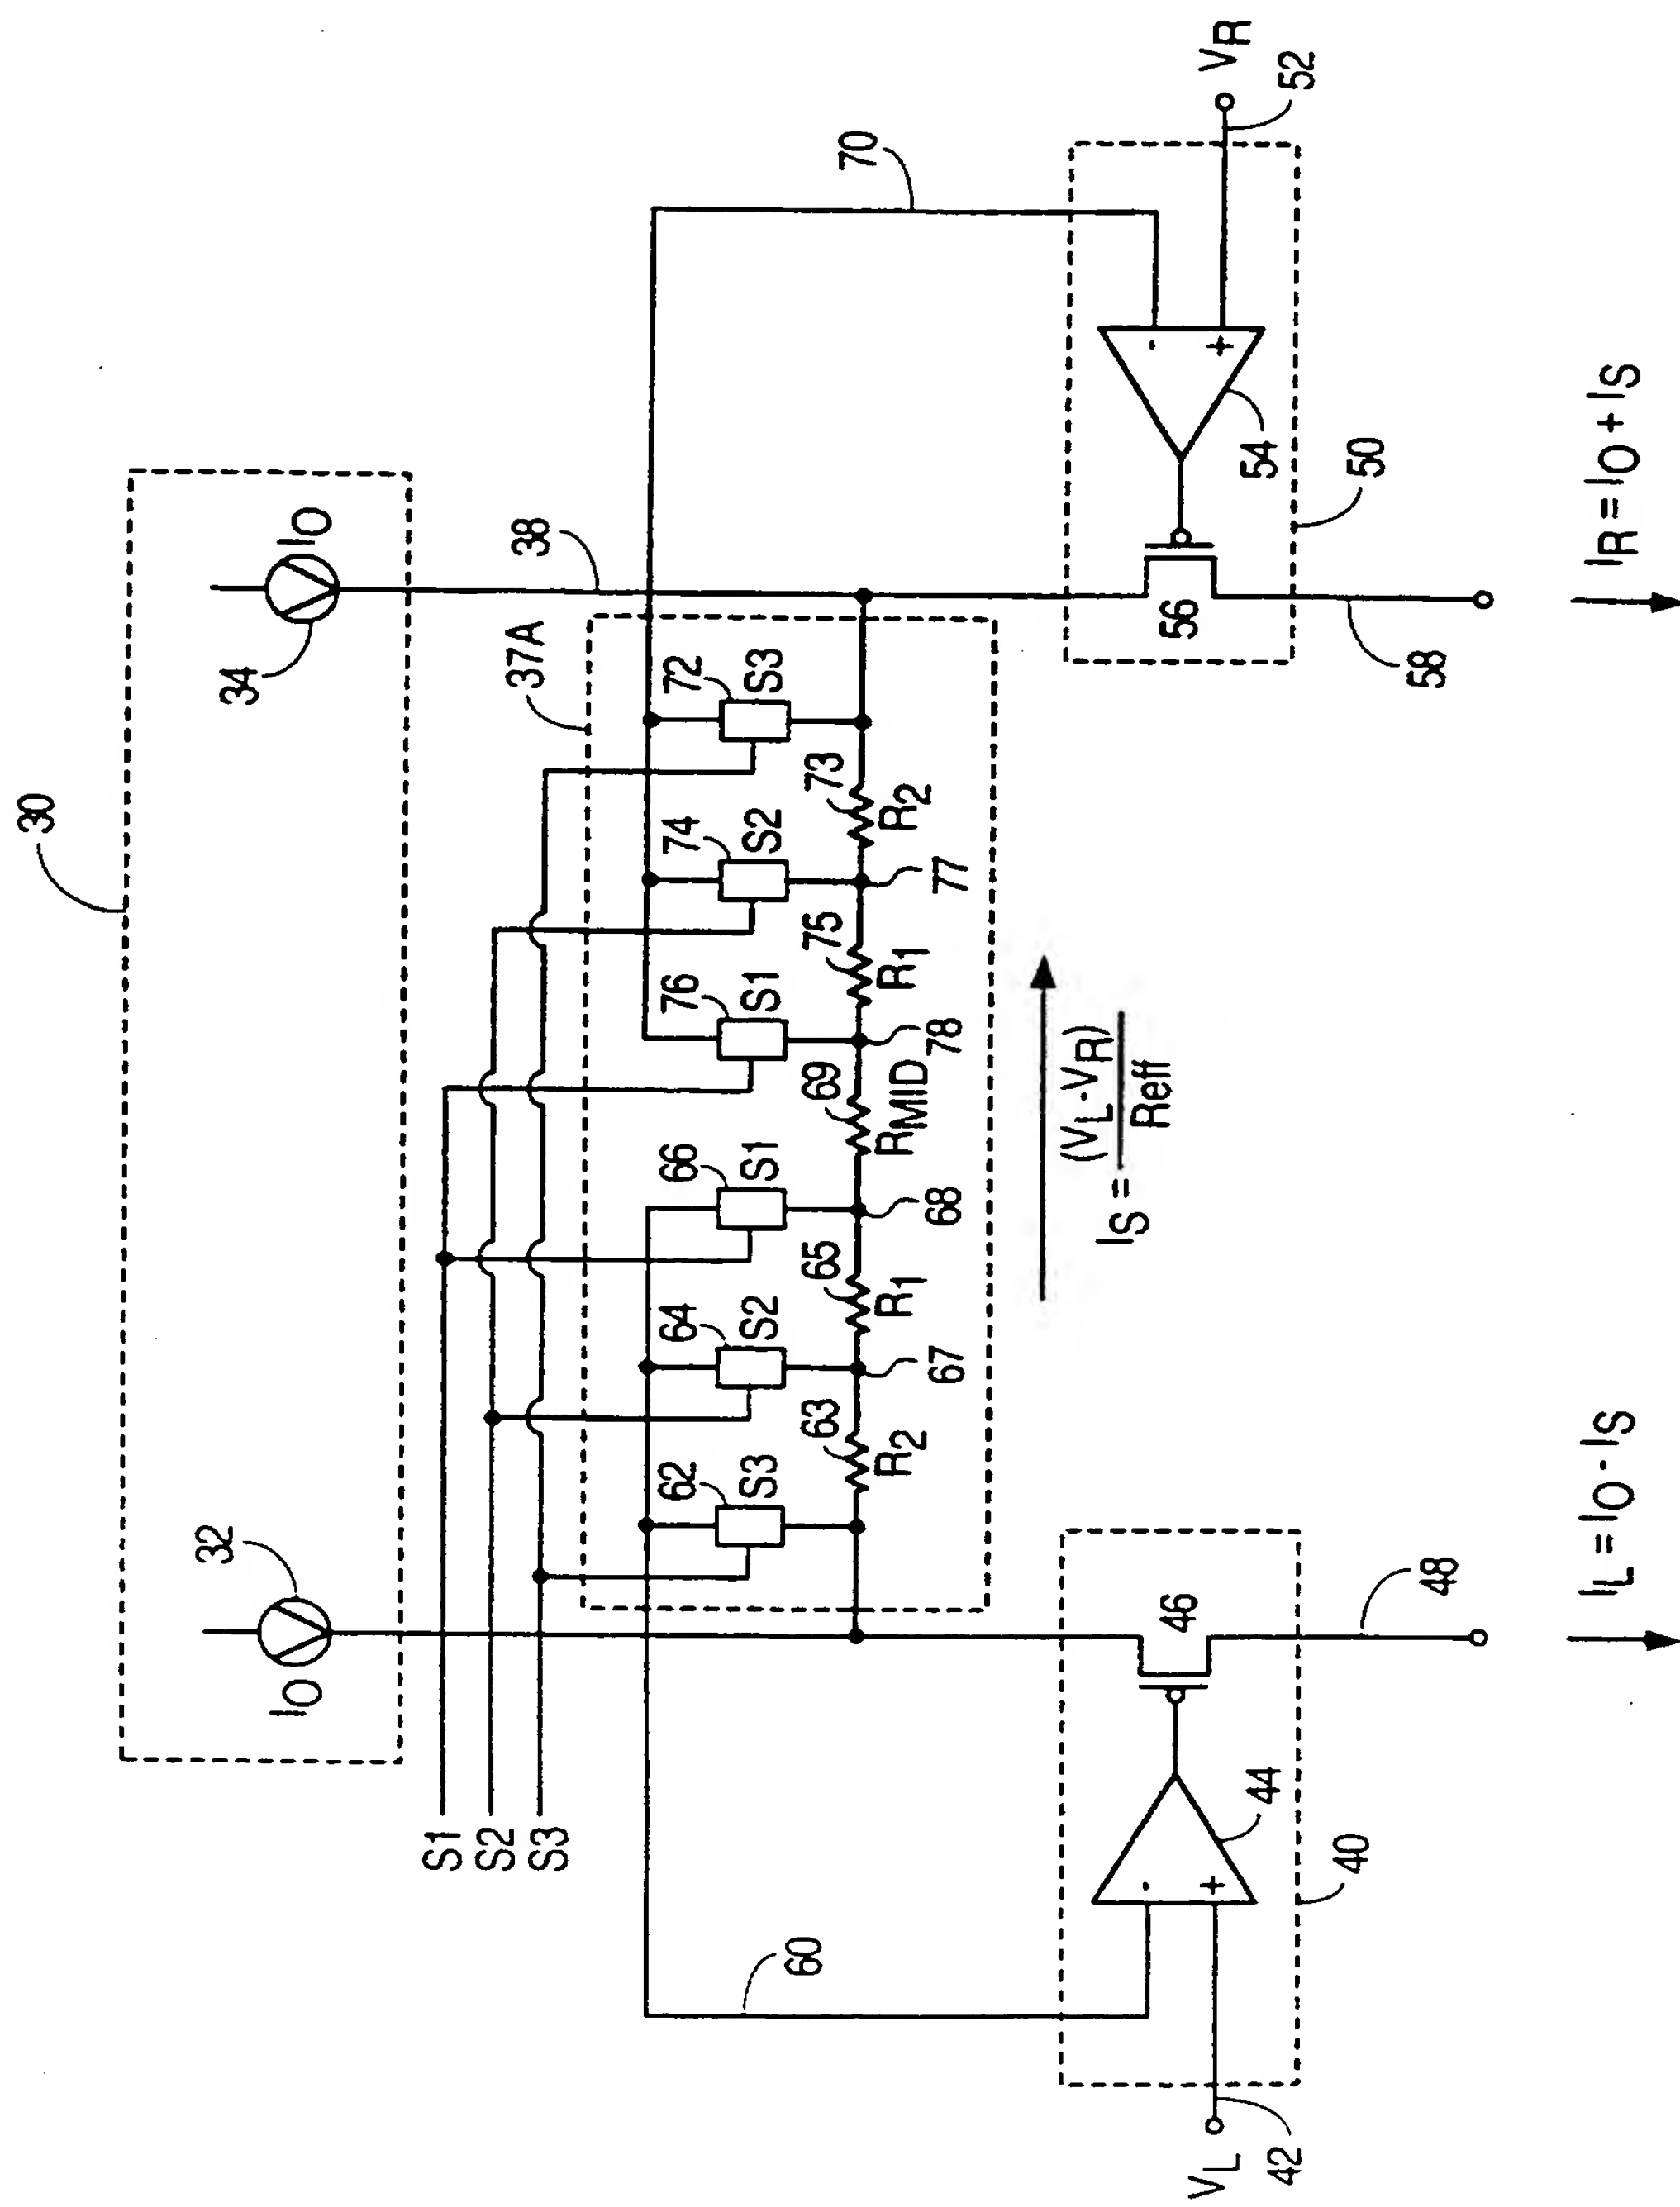 30
32
IO
34
IO
S1
S2
S3
38
37A
60
70
62
S3
64
S2
66
S1
76
S1
74
S2
72
S3
63
R2
65
R1
69
RMID
75
R1
73
R2
67
68
78
77
IS = (VL-VR)
Reff
VL
42
44
-
+
46
40
48
VR
52
54
-
+
56
50
58
IL = IO - IS
IR = IO + IS